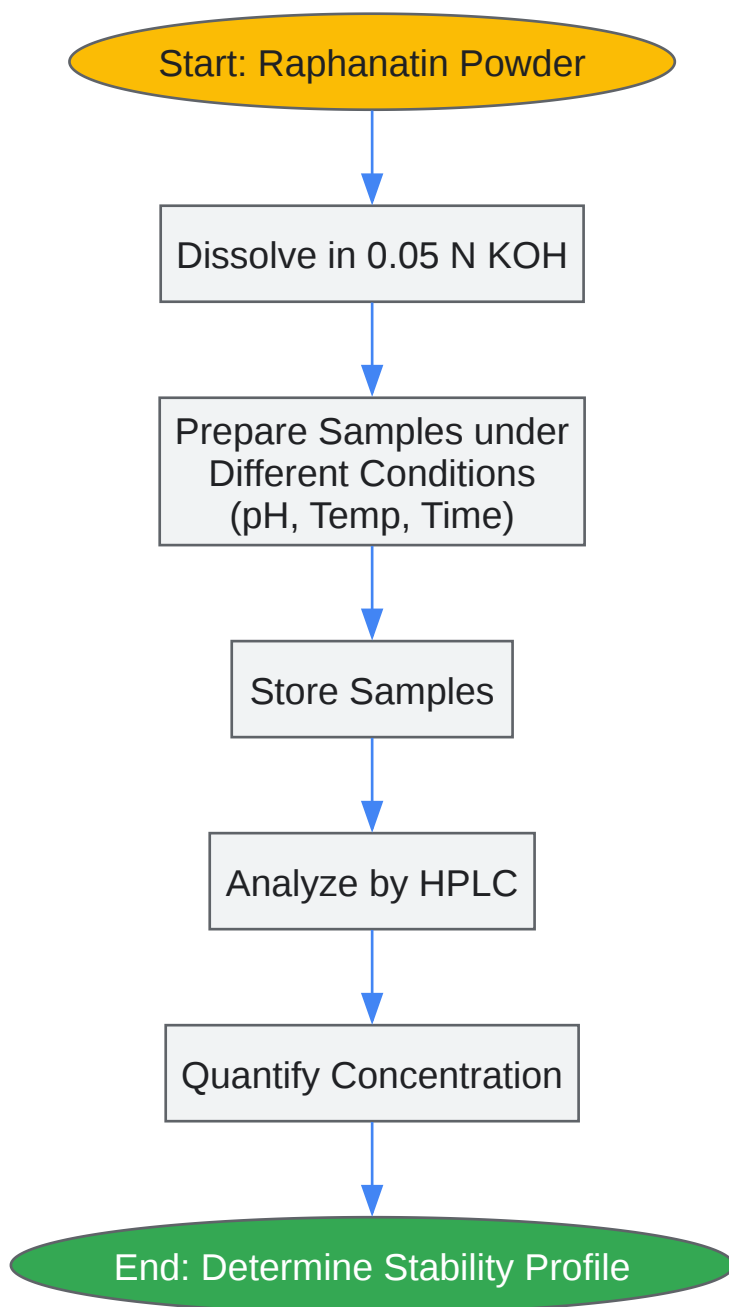 Start: Raphanatin Powder
Dissolve in 0.05 N KOH
Prepare Samples under
Different Conditions
(pH, Temp, Time)
Store Samples
Analyze by HPLC
Quantify Concentration
End: Determine Stability Profile